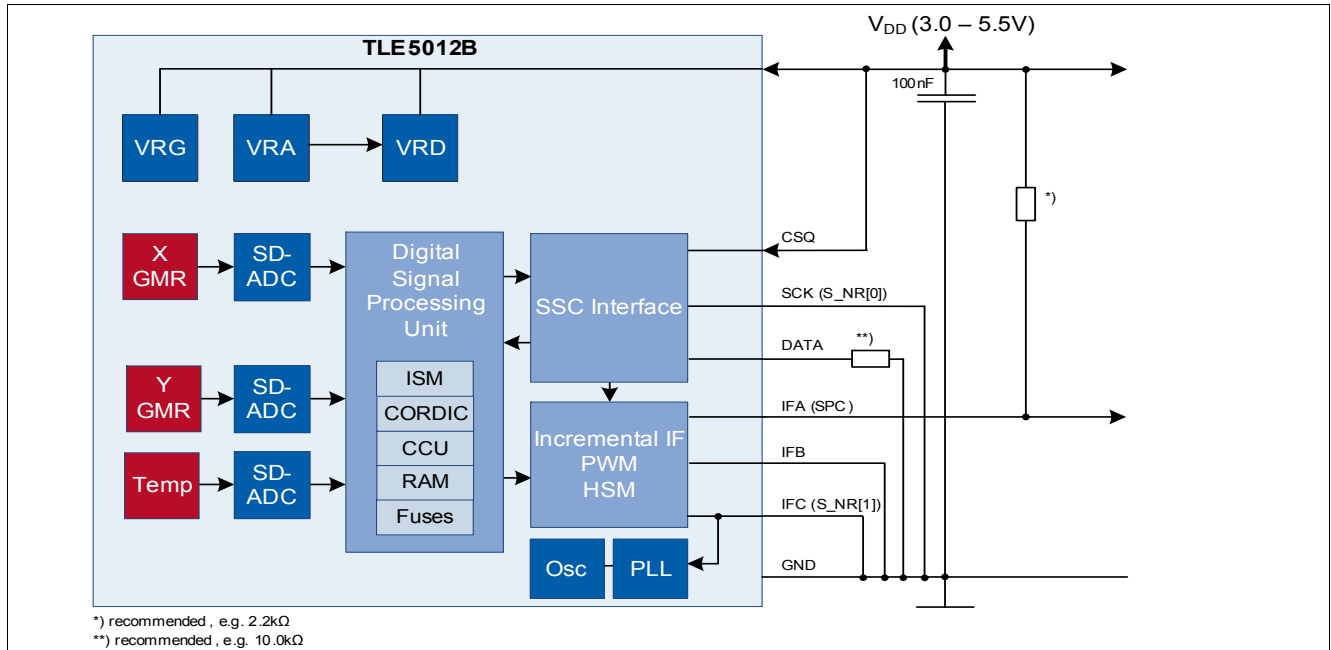 V_DD (3.0 – 5.5V)
TLE5012B
100nF
VRG
VRA
VRD
*)
CSQ
X
GMR
SD-
ADC
Digital
Signal
Processing
Unit
SSC Interface
SCK (S_NR[0])
DATA
**)
Y
GMR
SD-
ADC
ISM
CORDIC
CCU
RAM
Fuses
Incremental IF
PWM
HSM
IFA (SPC)
IFB
IFC (S_NR[1])
Temp
SD-
ADC
Osc
PLL
GND
*) recommended , e.g. 2.2kΩ
**) recommended , e.g. 10.0kΩ